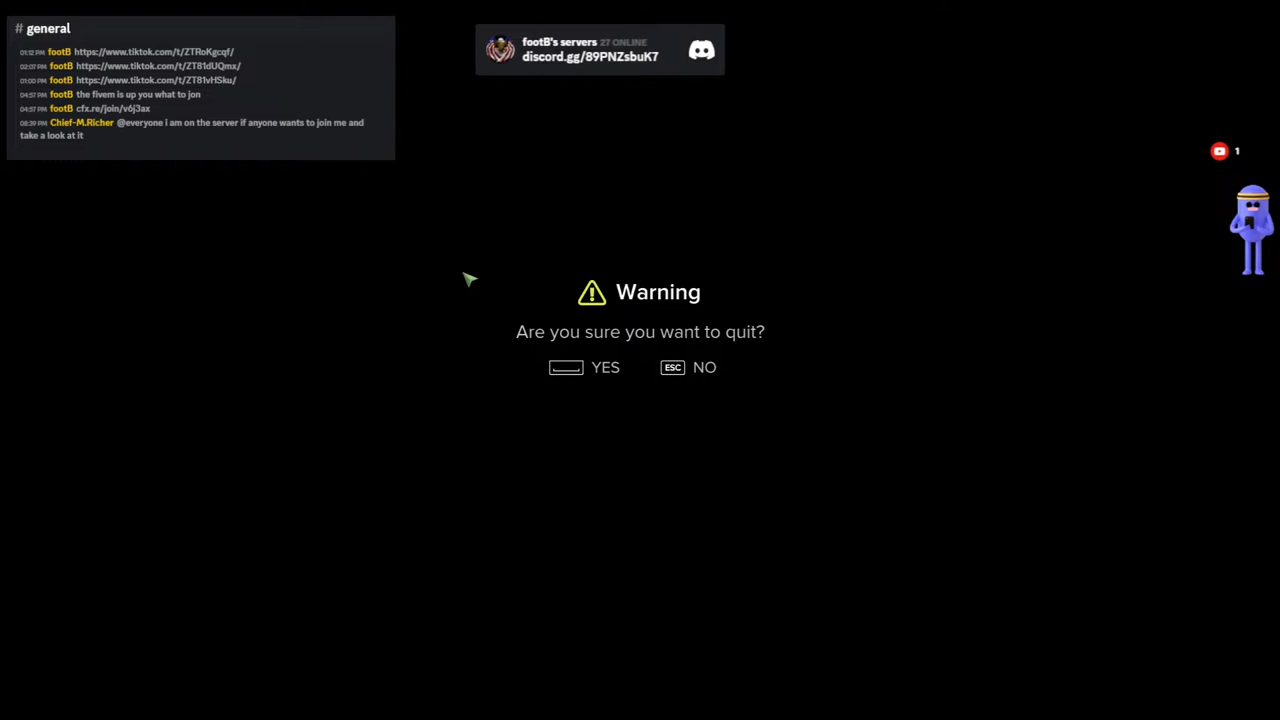 # general
01:12 PM footB https://www.tiktok.com/t/ZTRoKgcqf/
02:07 PM footB https://www.tiktok.com/t/ZT81dUQmx/
01:00 PM footB https://www.tiktok.com/t/ZT81vHSku/
04:57 PM footB the fivem is up you what to jon
04:57 PM footB cfx.re/join/v6j3ax
08:39 PM Chief-M.Richer @everyone i am on the server if anyone wants to join me and
take a look at it
footB's servers 27 ONLINE
discord.gg/89PNZsbuK7
1
Warning
Are you sure you want to quit?
YES ESC NO